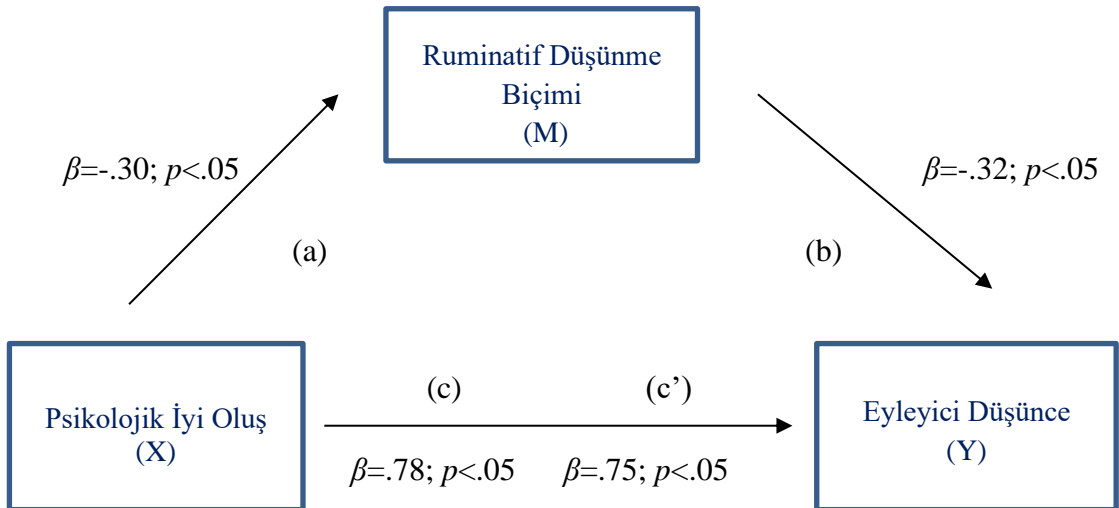 Ruminatif Düşünme
Biçimi
(M)
β=-.30; p<.05
β=-.32; p<.05
(a)
(b)
Psikolojik İyi Oluş
(X)
(c)
(c’)
β=.78; p<.05
β=.75; p<.05
Eyleyici Düşünce
(Y)